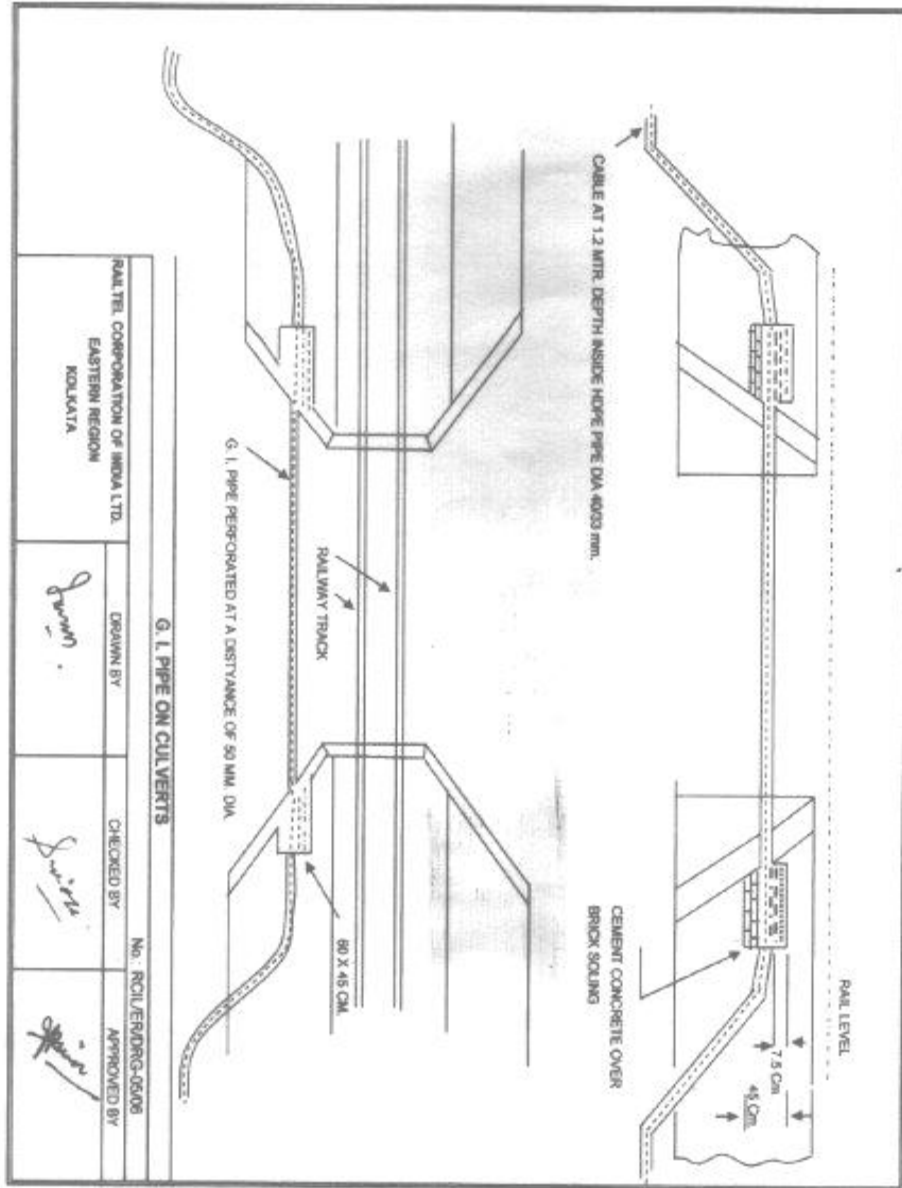 RAIL LEVEL
7.5 Cm
45 Cm.
CEMENT CONCRETE OVER
BRICK SOLING
CABLE AT 1.2 MTR. DEPTH INSIDE HDPE PIPE DIA 40/33 mm.
RAILWAY TRACK
60 X 45 CM.
G. I. PIPE PERFORATED AT A DISTYANCE OF 50 MM. DIA
G. I. PIPE ON CULVERTS
No. RCIL/ER/DRG-05/06
RAILTEL CORPORATION OF INDIA LTD.
EASTERN REGION
KOLKATA
DRAWN BY
CHECKED BY
APPROVED BY